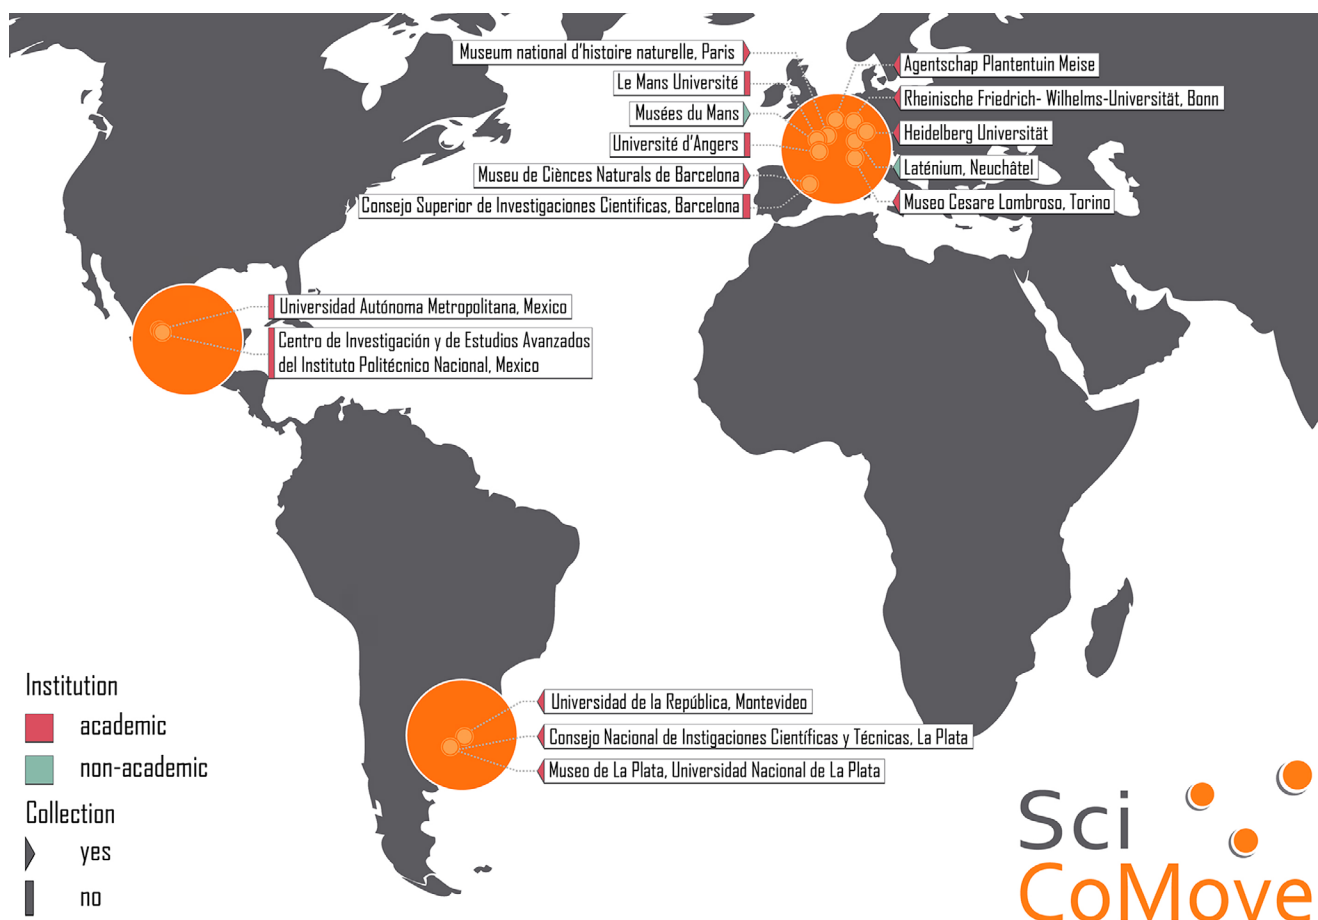 Museum national d'histoire naturelle, Paris
Le Mans Université
Musées du Mans
Université d'Angers
Museu de Ciènces Naturals de Barcelona
Consejo Superior de Investigaciones Cientificas, Barcelona
Agentschap Plantentuin Meise
Rheinische Friedrich- Wilhelms-Universität, Bonn
Heidelberg Universität
Laténium, Neuchâtel
Museo Cesare Lombroso, Torino
Universidad Autónoma Metropolitana, Mexico
Centro de Investigación y de Estudios Avanzados
del Instituto Politécnico Nacional, Mexico
Universidad de la República, Montevideo
Consejo Nacional de Instigaciones Científicas y Técnicas, La Plata
Museo de La Plata, Universidad Nacional de La Plata
Institution
academic
non-academic
Collection
yes
no
Sci
CoMove